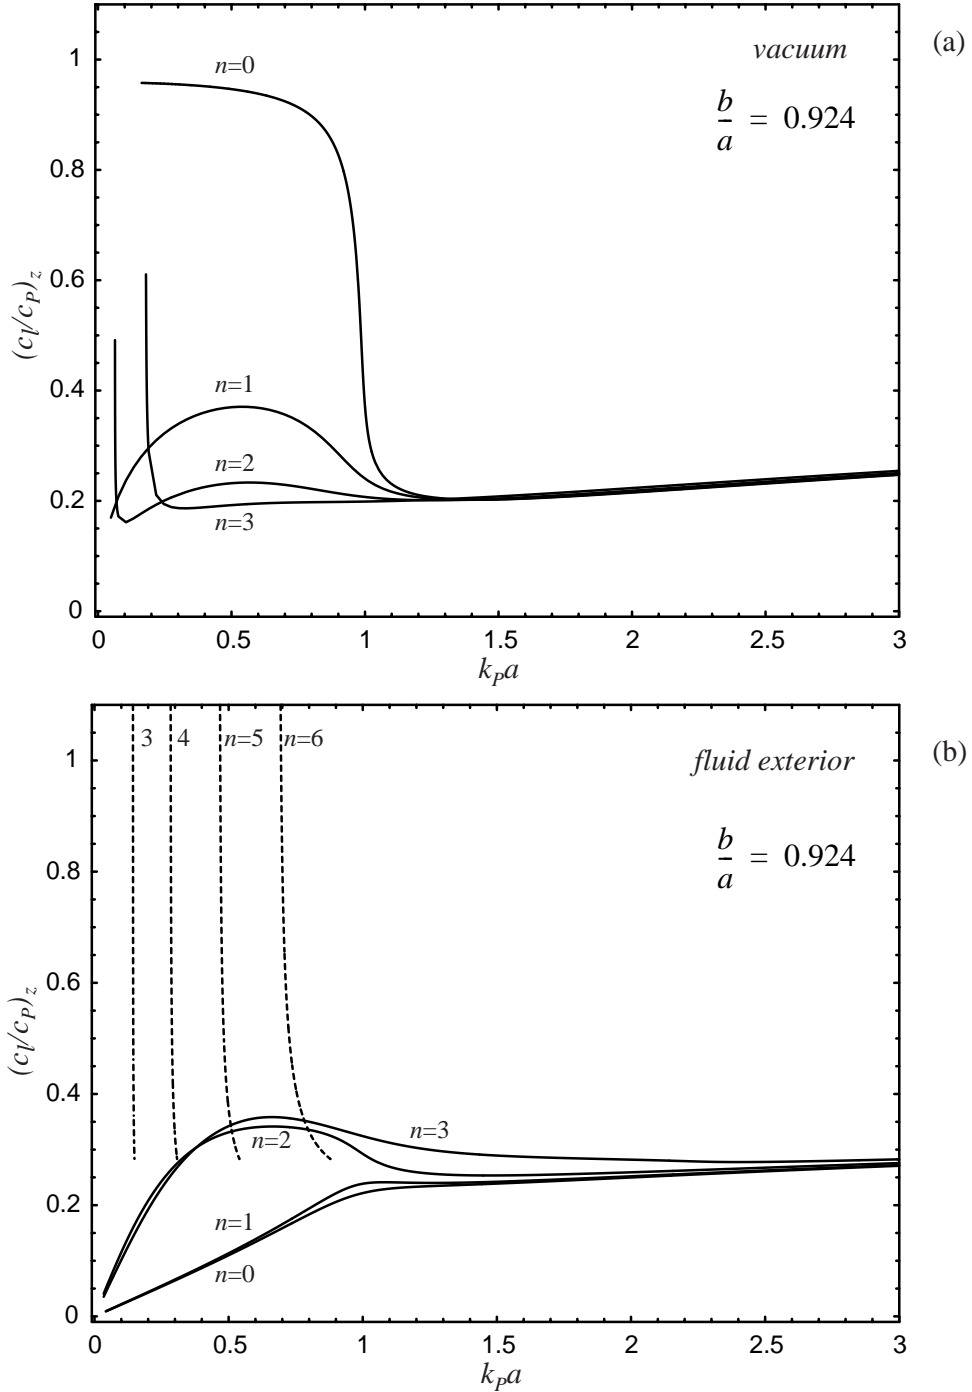 (a)
vacuum
b/a = 0.924
n=0
n=1
n=2
n=3
1
0.8
0.6
0.4
0.2
0
(c_l/c_P)_z
0 0.5 1 1.5 2 2.5 3
k_P a
(b)
3 4 n=5 n=6
fluid exterior
b/a = 0.924
n=3
n=2
n=1
n=0
1
0.8
0.6
0.4
0.2
0
(c_l/c_P)_z
0 0.5 1 1.5 2 2.5 3
k_P a